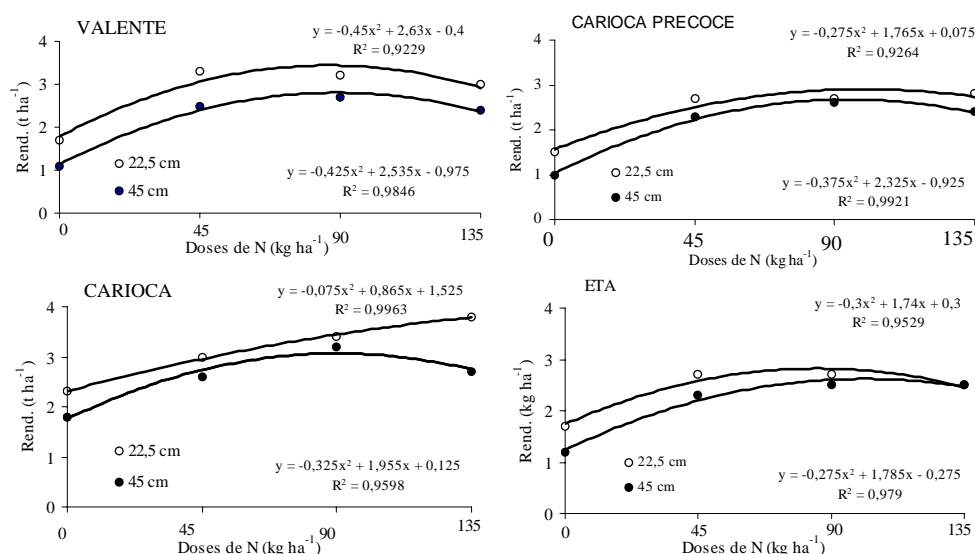 VALENTE
y = -0,45x² + 2,63x - 0,4
R² = 0,9229
4
3
2
1
0
Rend. (t ha⁻¹)
22,5 cm
45 cm
y = -0,425x² + 2,535x - 0,975
R² = 0,9846
0 45 90 135
Doses de N (kg ha⁻¹)
CARIOCA PRECOCE
y = -0,275x² + 1,765x + 0,075
R² = 0,9264
4
3
2
1
0
Rend. (t ha⁻¹)
22,5 cm
45 cm
y = -0,375x² + 2,325x - 0,925
R² = 0,9921
0 45 90 135
Doses de N (kg ha⁻¹)
CARIOCA
y = -0,075x² + 0,865x + 1,525
R² = 0,9963
4
3
2
1
0
Rend. (t ha⁻¹)
22,5 cm
45 cm
y = -0,325x² + 1,955x + 0,125
R² = 0,9598
0 45 90 135
Doses de N (kg ha⁻¹)
ETA
y = -0,3x² + 1,74x + 0,3
R² = 0,9529
4
3
2
1
0
Rend. (kg ha⁻¹)
22,5 cm
45 cm
y = -0,275x² + 1,785x - 0,275
R² = 0,979
0 45 90 135
Doses de N (kg ha⁻¹)